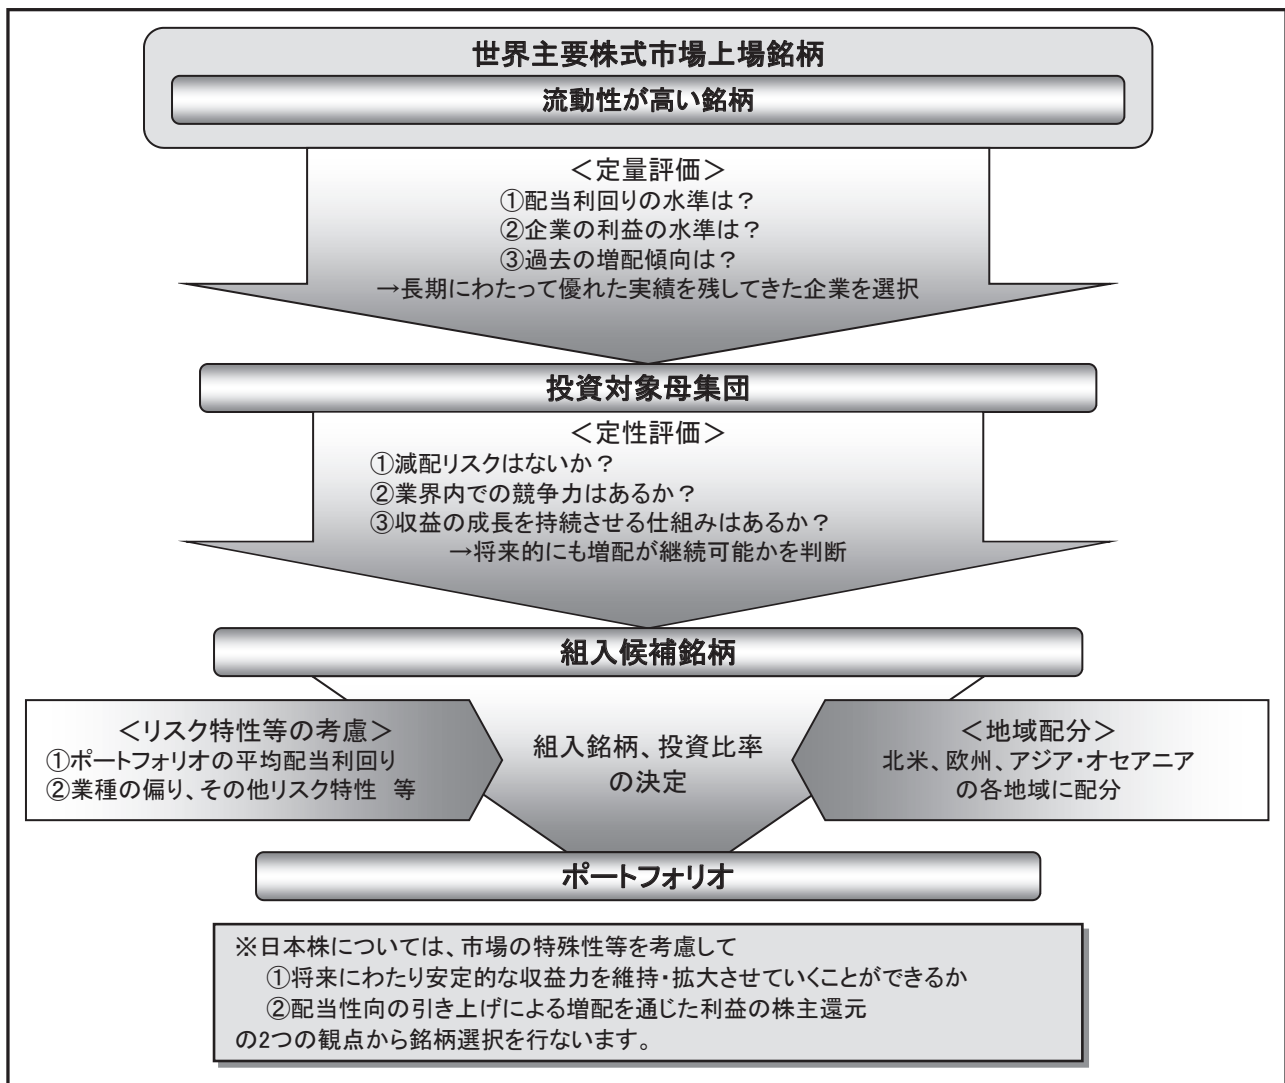 世界主要株式市場上場銘柄
流動性が高い銘柄
＜定量評価＞
①配当利回りの水準は？
②企業の利益の水準は？
③過去の増配傾向は？
→長期にわたって優れた実績を残してきた企業を選択
投資対象母集団
＜定性評価＞
①減配リスクはないか？
②業界内での競争力はあるか？
③収益の成長を持続させる仕組みはあるか？
→将来的にも増配が継続可能かを判断
組入候補銘柄
＜リスク特性等の考慮＞
①ポートフォリオの平均配当利回り
②業種の偏り、その他リスク特性　等
組入銘柄、投資比率
の決定
＜地域配分＞
北米、欧州、アジア・オセアニア
の各地域に配分
ポートフォリオ
※日本株については、市場の特殊性等を考慮して
①将来にわたり安定的な収益力を維持・拡大させていくことができるか
②配当性向の引き上げによる増配を通じた利益の株主還元
の2つの観点から銘柄選択を行ないます。